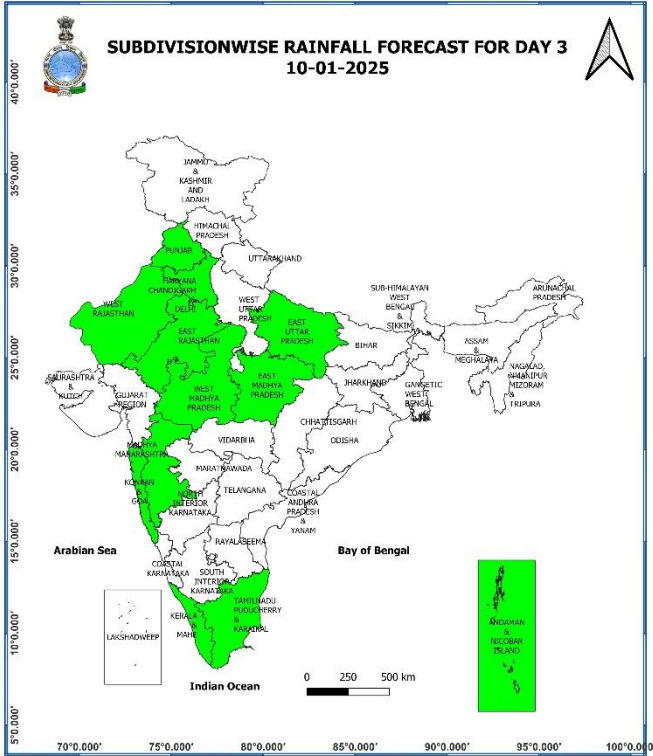 SUBDIVISIONWISE RAINFALL FORECAST FOR DAY 3
10-01-2025
40°0.000'
35°0.000'
30°0.000'
25°0.000'
20°0.000'
15°0.000'
10°0.000'
5°0.000'
JAMMU
&
KASHMIR
AND
LADAKH
HIMACHAL
PRADESH
PUNJAB
UTTARAKHAND
HARYANA
CHANDIGARH
&
DELHI
WEST
RAJASTHAN
WEST
UTTAR
PRADESH
EAST
RAJASTHAN
EAST
UTTAR
PRADESH
SUB-HIMALAYAN
WEST
BENGAL
&
SIKKIM
ARUNACHAL
PRADESH
ASSAM
&
MEGHALAYA
BIHAR
NAGALAD,
MANIPUR
MIZORAM
&
TRIPURA
SAURASHTRA
&
KUTCH
GUJARAT
REGION
WEST
MADHYA
PRADESH
EAST
MADHYA
PRADESH
JHARKHAND
GANGETIC
WEST
BENGAL
CHHATTISGARH
ODISHA
VIDARBHA
MADHYA
MAHARASHTRA
MARATHAWADA
KONKAN
&
GOA
NORTH
INTERIOR
KARNATAKA
TELANGANA
COASTAL
ANDHRA
PRADESH
&
YANAM
RAYALASEEMA
Arabian Sea
Bay of Bengal
COASTAL
KARNATAKA
SOUTH
INTERIOR
KARNATAKA
TAMILNADU
PUDUCHERRY
&
KARAIKAL
KERALA
&
MAHE
LAKSHADWEEP
ANDAMAN
&
NICOBAR
ISLAND
Indian Ocean
0 250 500 km
70°0.000' 75°0.000' 80°0.000' 85°0.000' 90°0.000' 95°0.000' 100°0.000'